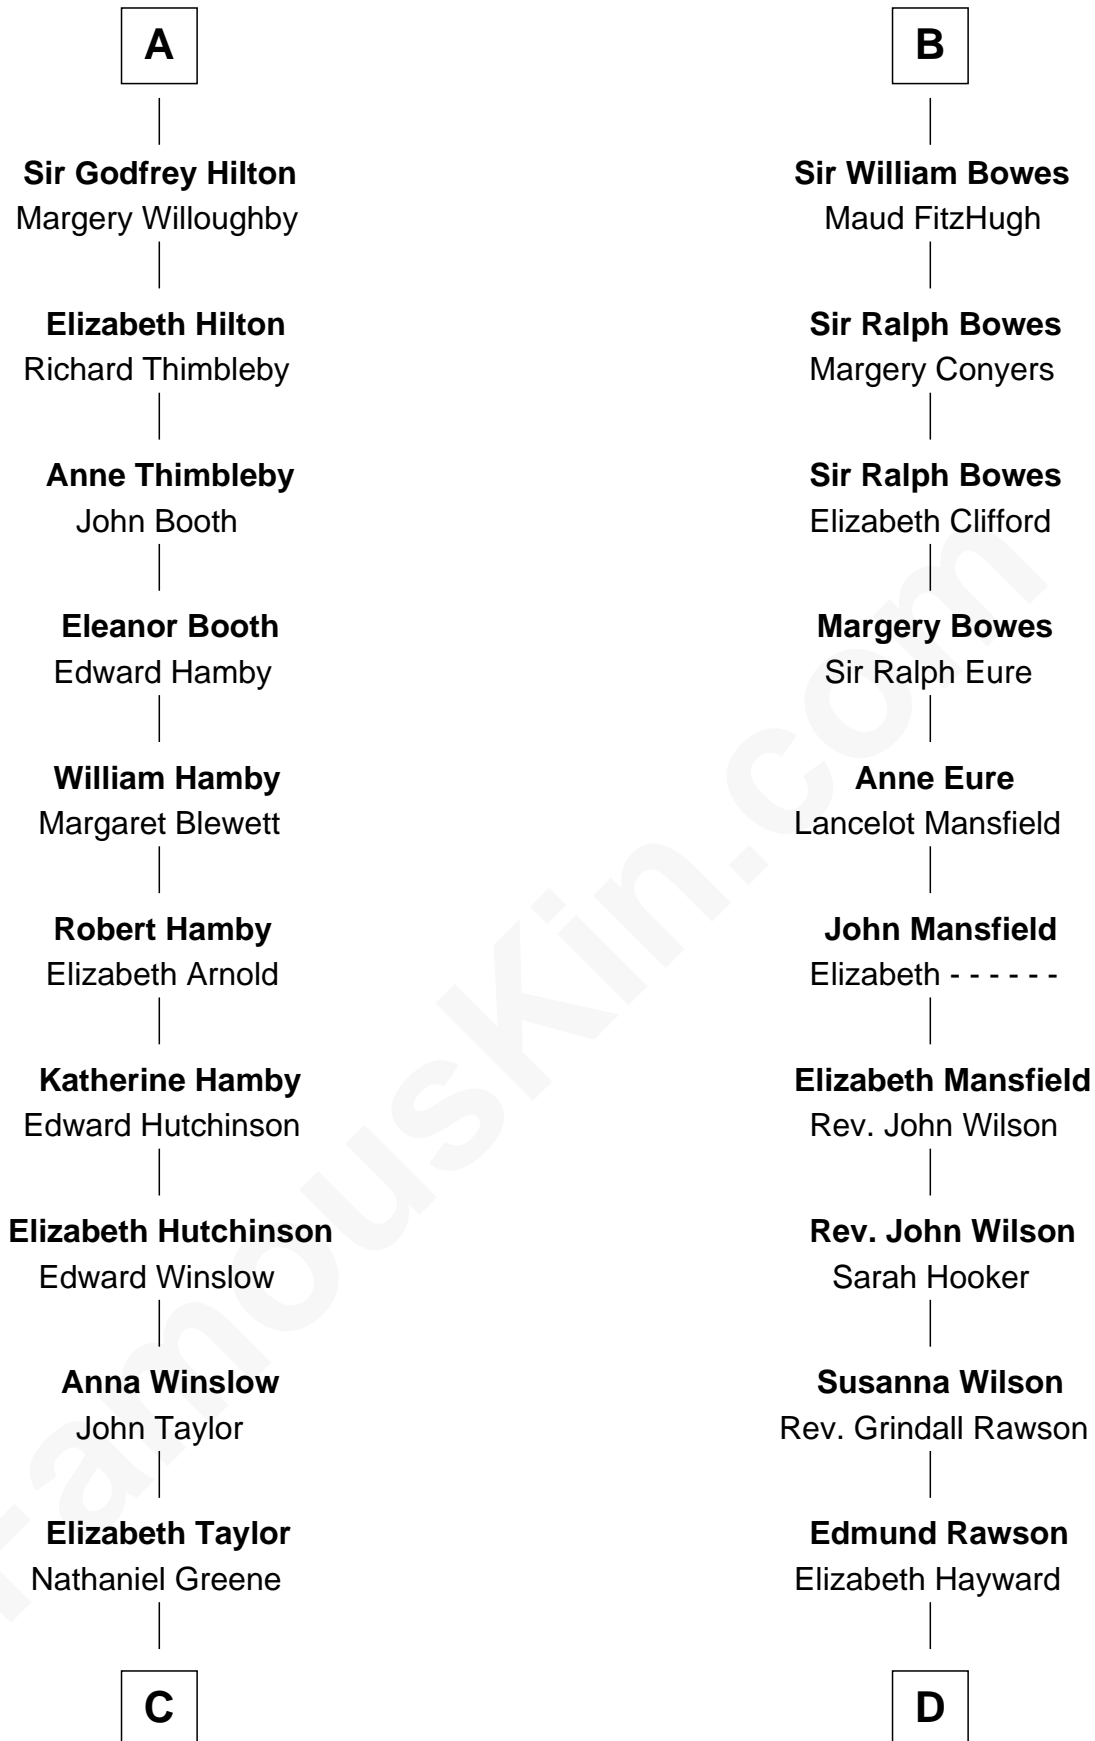 A
Sir Godfrey Hilton
Margery Willoughby
Elizabeth Hilton
Richard Thimbleby
Anne Thimbleby
John Booth
Eleanor Booth
Edward Hamby
William Hamby
Margaret Blewett
Robert Hamby
Elizabeth Arnold
Katherine Hamby
Edward Hutchinson
Elizabeth Hutchinson
Edward Winslow
Anna Winslow
John Taylor
Elizabeth Taylor
Nathaniel Greene
C
B
Sir William Bowes
Maud FitzHugh
Sir Ralph Bowes
Margery Conyers
Sir Ralph Bowes
Elizabeth Clifford
Margery Bowes
Sir Ralph Eure
Anne Eure
Lancelot Mansfield
John Mansfield
Elizabeth - - - - - -
Elizabeth Mansfield
Rev. John Wilson
Rev. John Wilson
Sarah Hooker
Susanna Wilson
Rev. Grindall Rawson
Edmund Rawson
Elizabeth Hayward
D
FamousKin.com